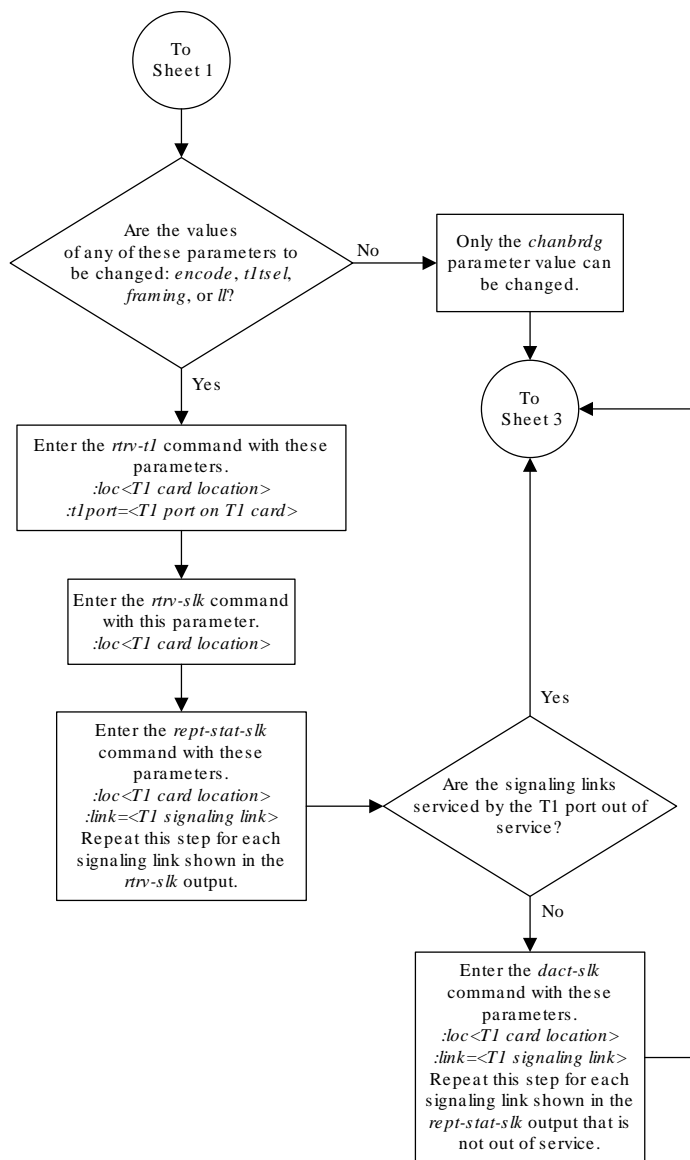 To
Sheet 1
Are the values
of any of these parameters to
be changed: encode, t1tsel,
framing, or ll?
No
Only the chanbrdg
parameter value can
be changed.
To
Sheet 3
Yes
Enter the rtrv-t1 command with these
parameters.
:loc<T1 card location>
:t1port=<T1 port on T1 card>
Enter the rtrv-slk command
with this parameter.
:loc<T1 card location>
Enter the rept-stat-slk
command with these
parameters.
:loc<T1 card location>
:link=<T1 signaling link>
Repeat this step for each
signaling link shown in the
rtrv-slk output.
Yes
Are the signaling links
serviced by the T1 port out of
service?
No
Enter the dact-slk
command with these
parameters.
:loc<T1 card location>
:link=<T1 signaling link>
Repeat this step for each
signaling link shown in the
rept-stat-slk output that is
not out of service.